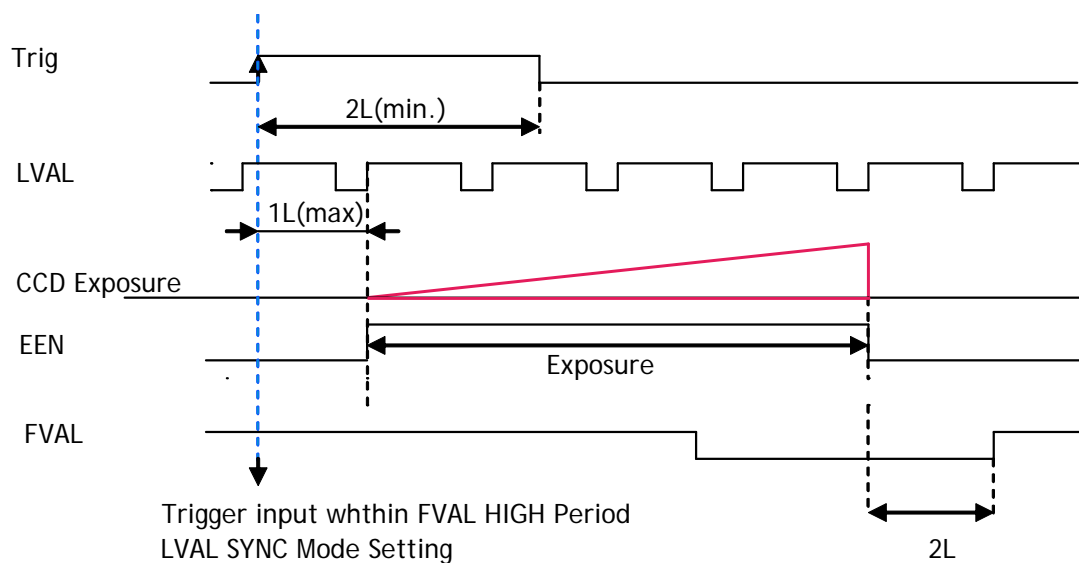 Trig
2L(min.)
LVAL
1L(max)
CCD Exposure
EEN
Exposure
FVAL
Trigger input whthin FVAL HIGH Period
LVAL SYNC Mode Setting
2L